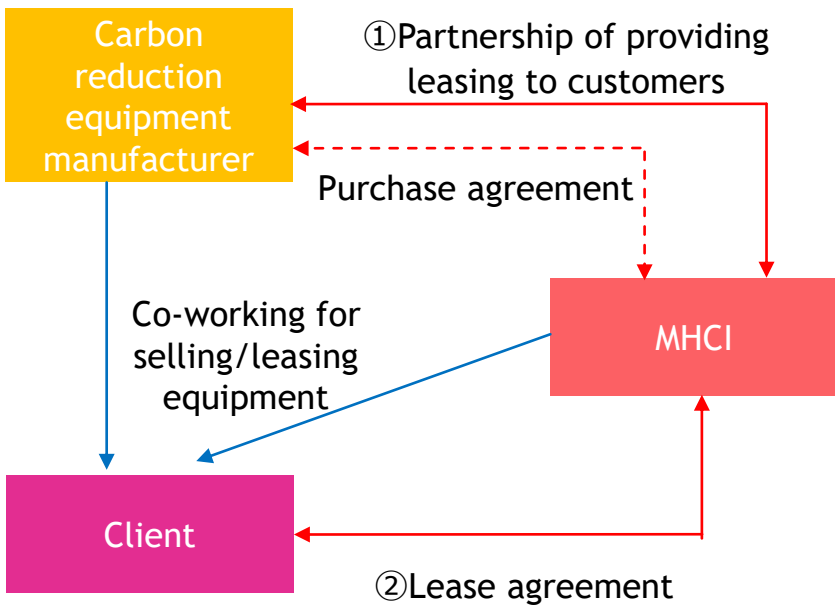 Carbon
reduction
equipment
manufacturer
①Partnership of providing
leasing to customers
Purchase agreement
Co-working for
selling/leasing
equipment
MHCI
Client
②Lease agreement